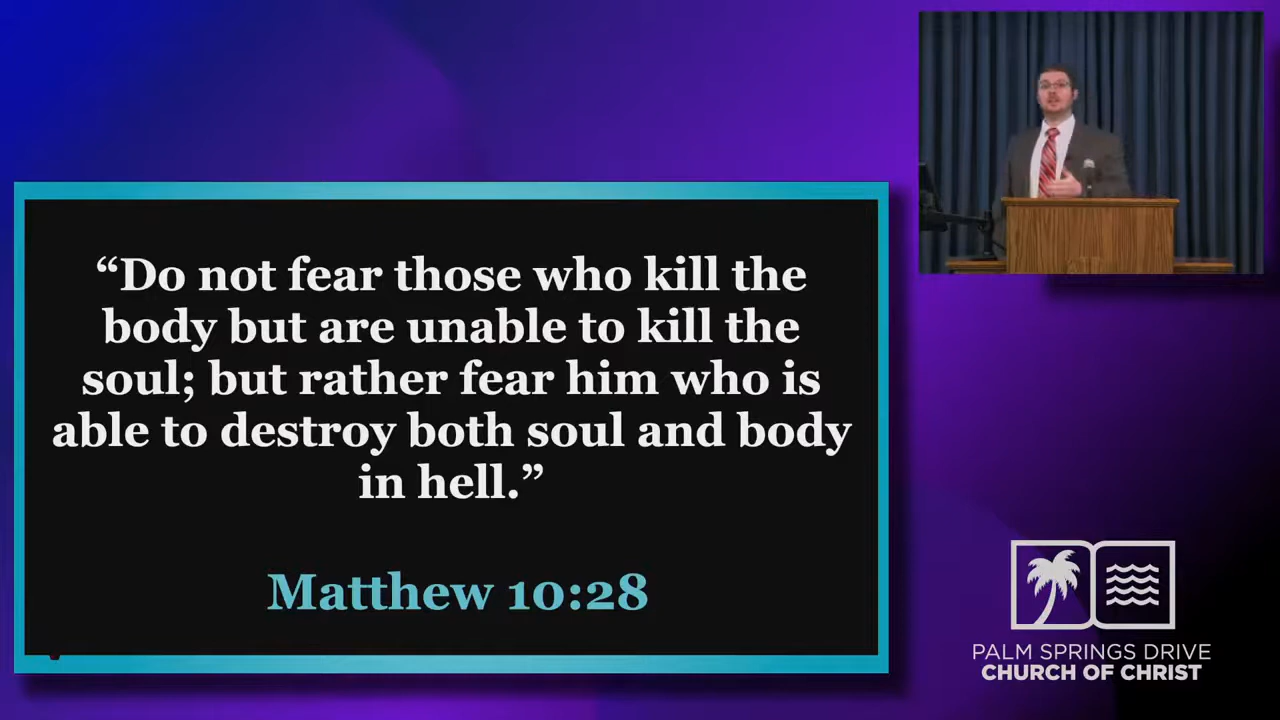 “Do not fear those who kill the
body but are unable to kill the
soul; but rather fear him who is
able to destroy both soul and body
in hell.”
Matthew 10:28
PALM SPRINGS DRIVE
CHURCH OF CHRIST